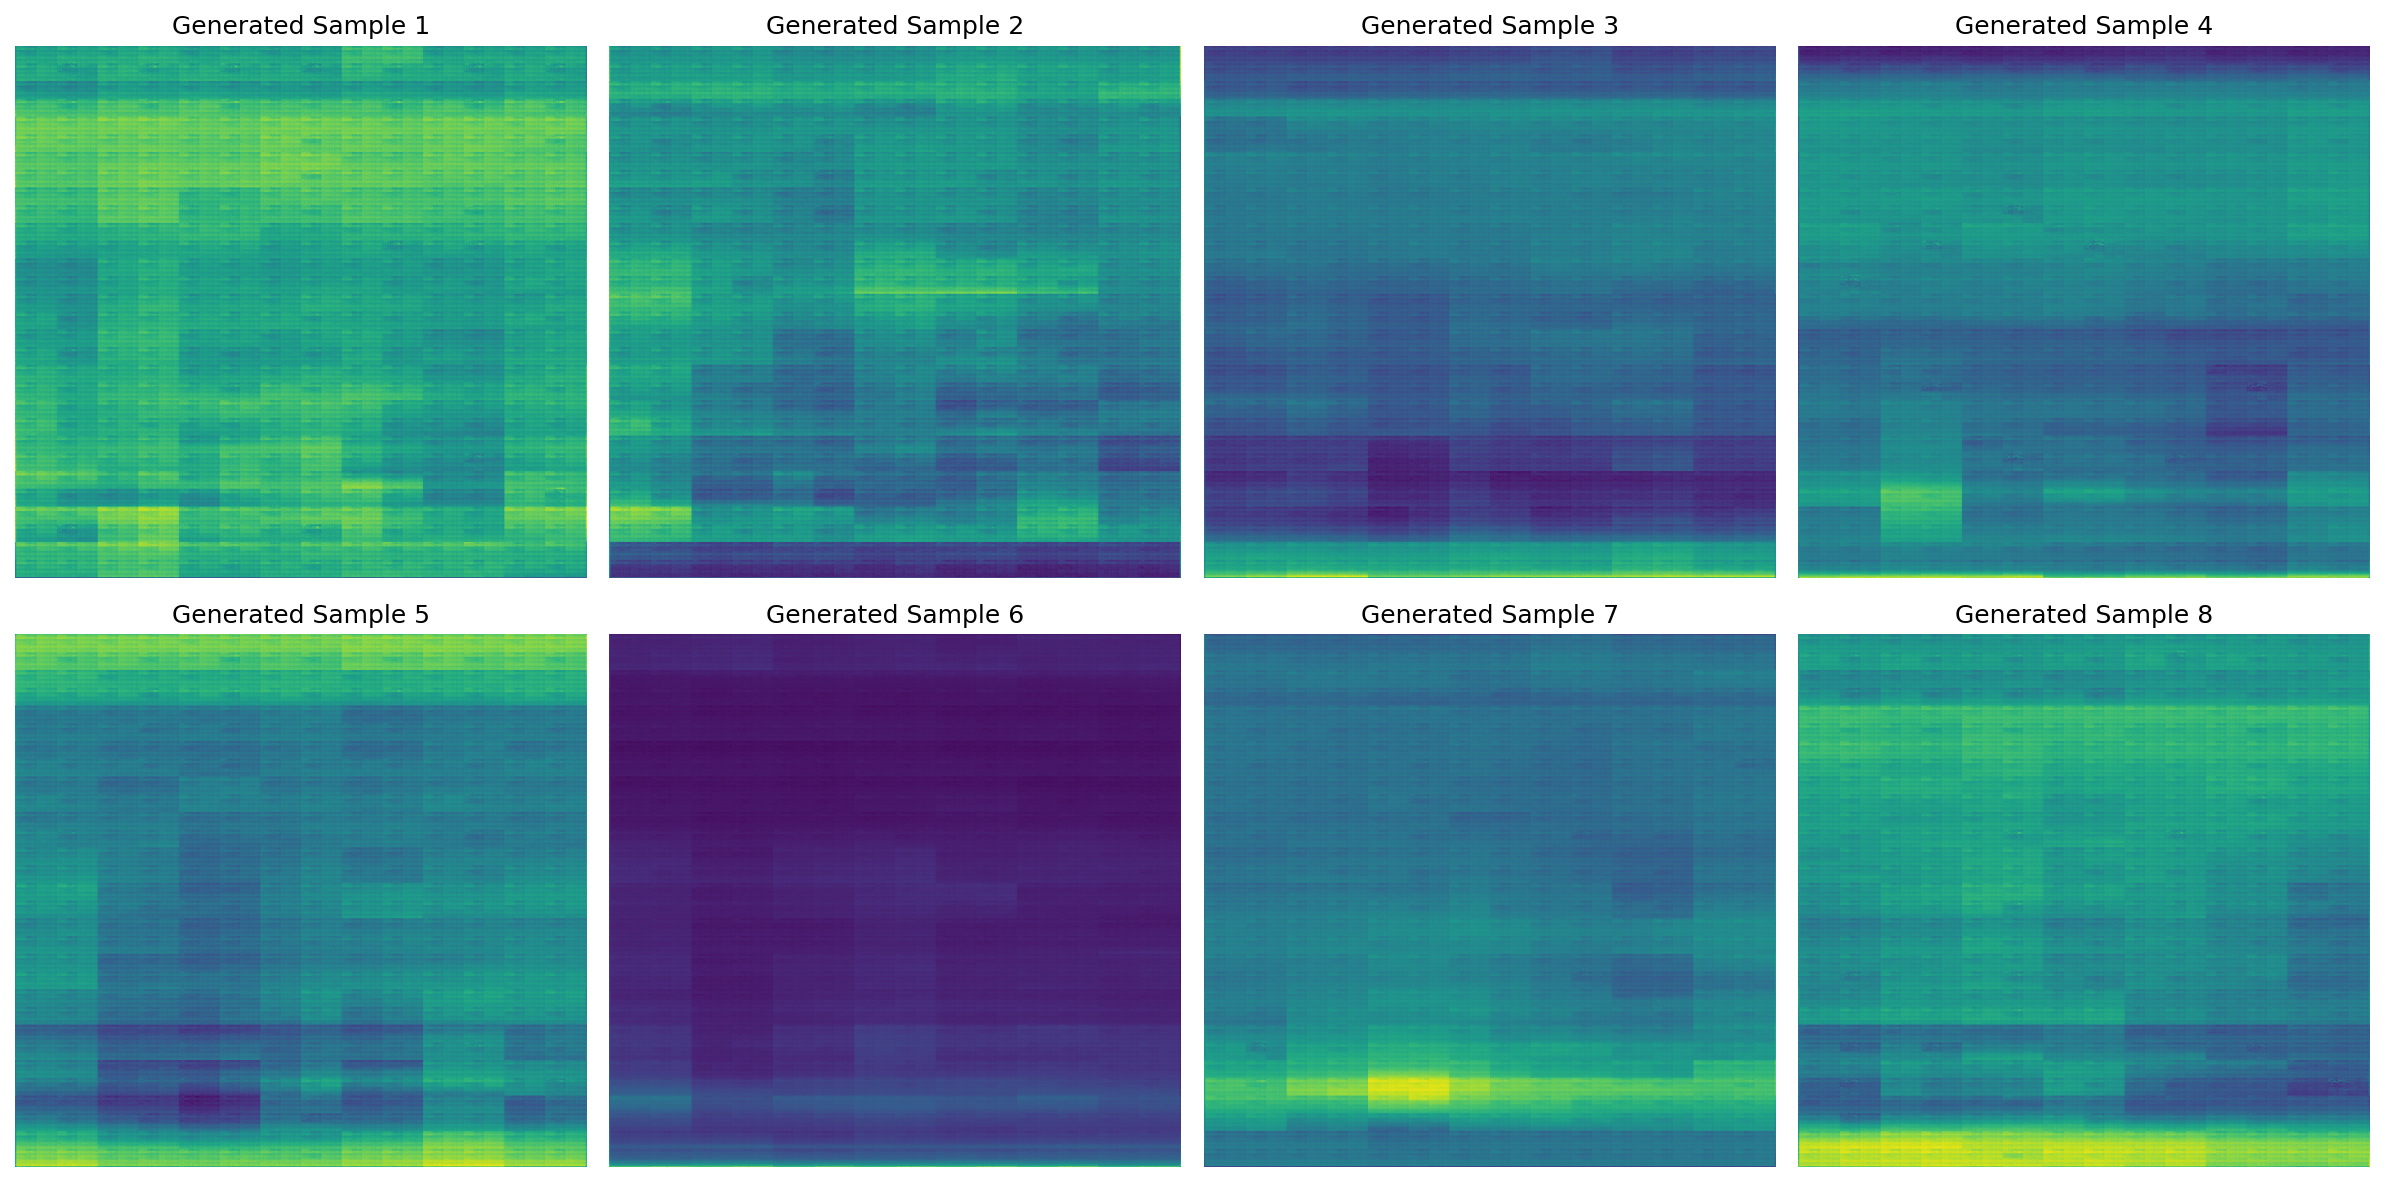 Generated Sample 1
Generated Sample 2
Generated Sample 3
Generated Sample 4
Generated Sample 5
Generated Sample 6
Generated Sample 7
Generated Sample 8